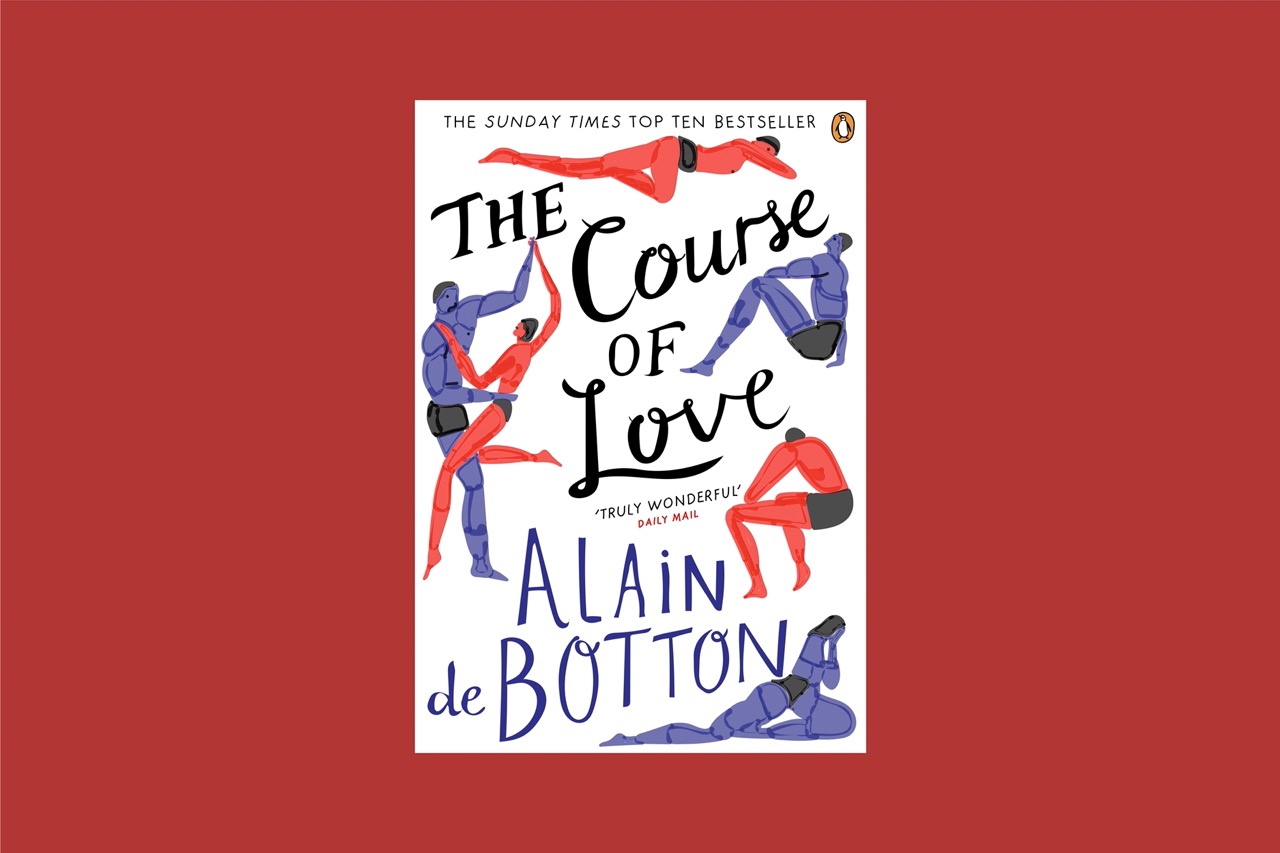 THE SUNDAY TIMES TOP TEN BESTSELLER
THE
Course
OF
Love
‘TRULY WONDERFUL’
DAILY MAIL
ALAiN
de BOTTON